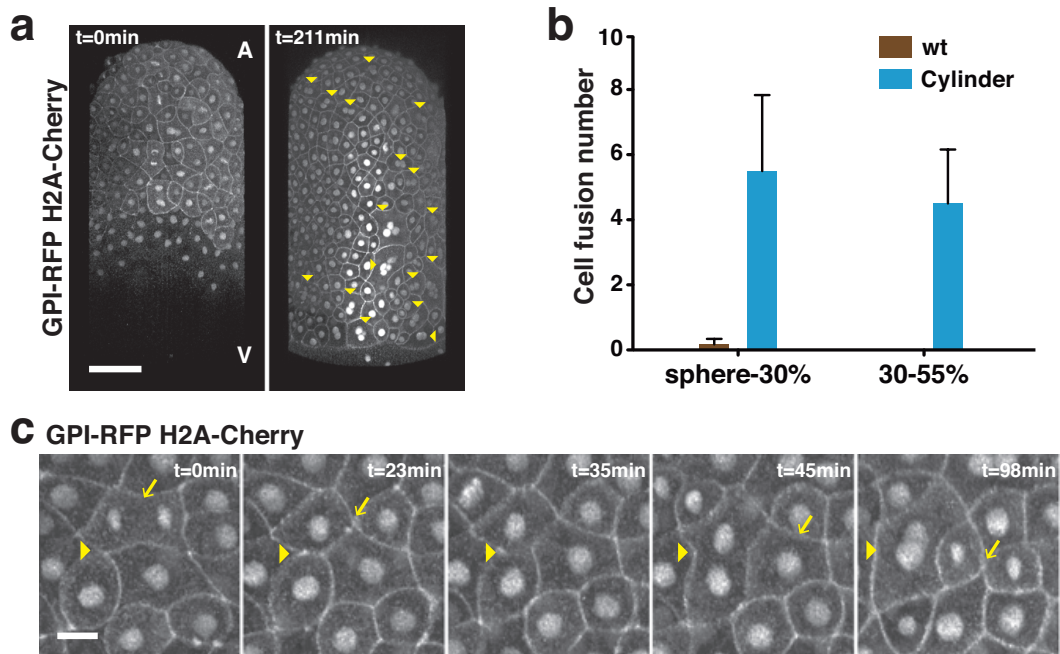 a
GPI-RFP H2A-Cherry
t=0min
A
V
t=211min
b
Cell fusion number
10
8
6
4
2
0
wt
Cylinder
sphere-30%
30-55%
c GPI-RFP H2A-Cherry
t=0min
t=23min
t=35min
t=45min
t=98min